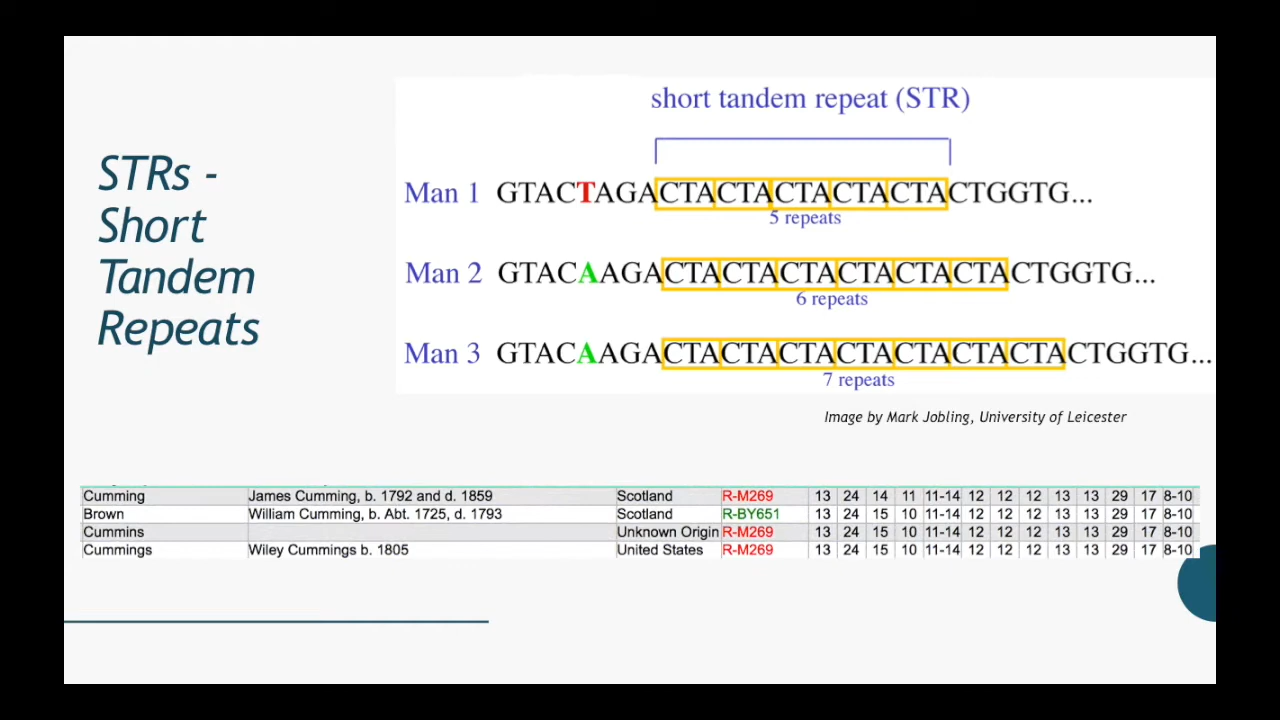 STRs -
Short
Tandem
Repeats
short tandem repeat (STR)
Man 1 GTACTAGACTACTACTACTACTACTGGTG...
5 repeats
Man 2 GTACAAGACTACTACTACTACTACTACTGGTG...
6 repeats
Man 3 GTACAAGACTACTACTACTACTACTACTACTGGTG...
7 repeats
Image by Mark Jobling, University of Leicester
Cumming James Cumming, b. 1792 and d. 1859 Scotland R-M269 13 24 14 11 11-14 12 12 12 13 13 29 17 8-10
Brown William Cumming, b. Abt. 1725, d. 1793 Scotland R-BY651 13 24 15 10 11-14 12 12 12 13 13 29 17 8-10
Cummins Unknown Origin R-M269 13 24 15 10 11-14 12 12 12 13 13 29 17 8-10
Cummings Wiley Cummings b. 1805 United States R-M269 13 24 15 10 11-14 12 12 12 13 13 29 17 8-10